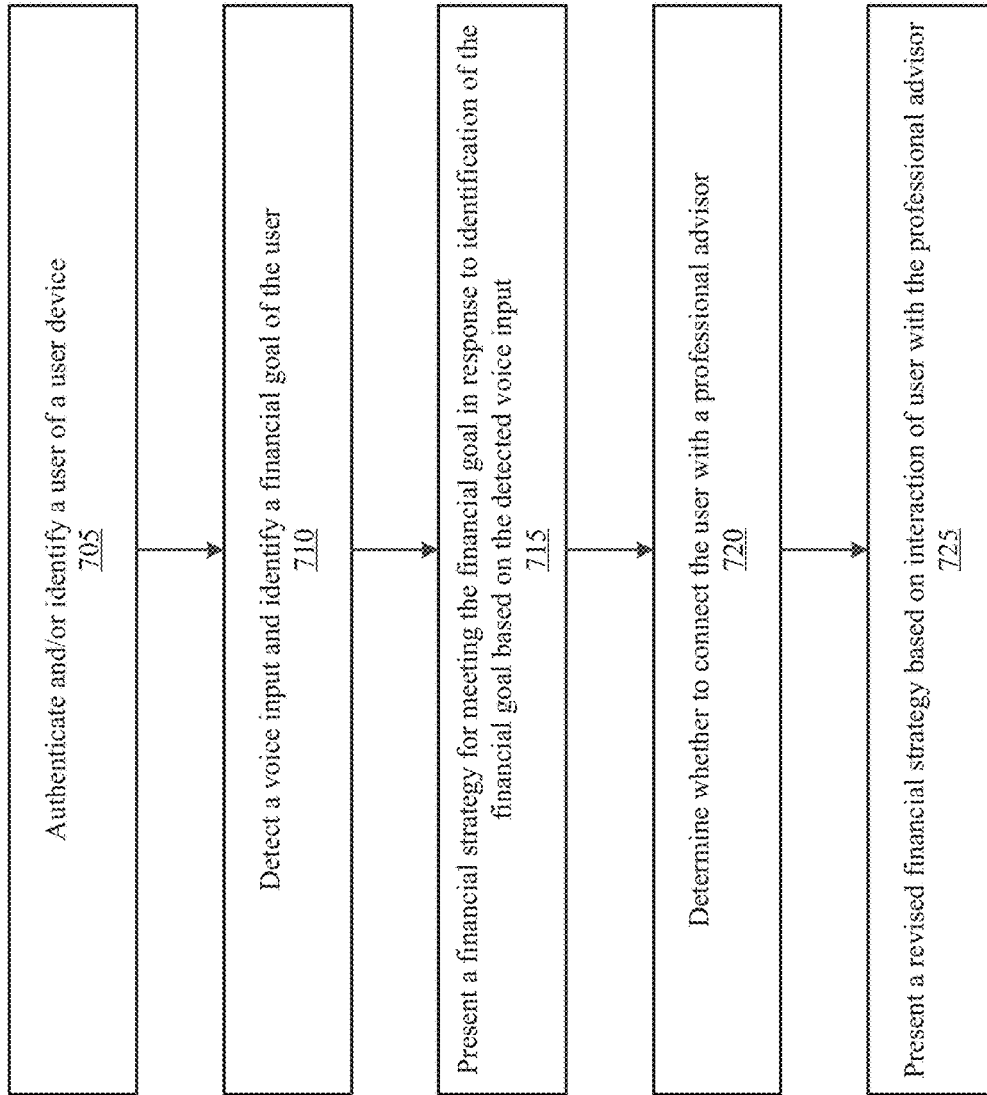 Authenticate and/or identify a user of a user device
705
Detect a voice input and identify a financial goal of the user
710
Present a financial strategy for meeting the financial goal in response to identification of the
financial goal based on the detected voice input
715
Determine whether to connect the user with a professional advisor
720
Present a revised financial strategy based on interaction of user with the professional advisor
725